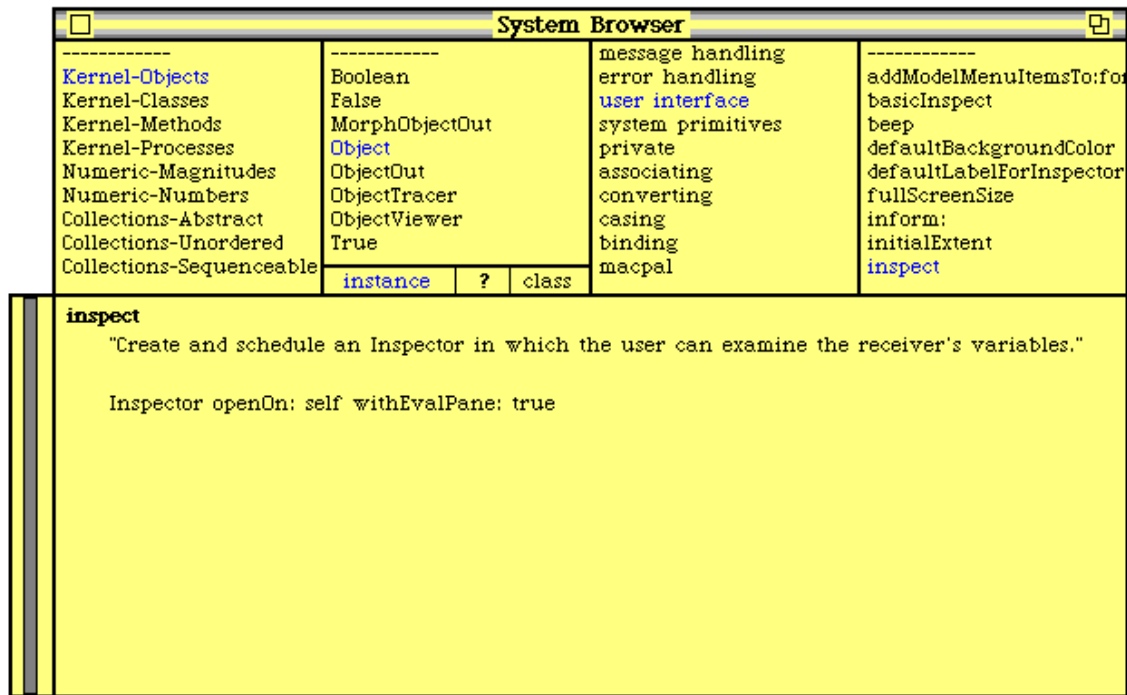 System Browser
------------
Kernel-Objects
Kernel-Classes
Kernel-Methods
Kernel-Processes
Numeric-Magnitudes
Numeric-Numbers
Collections-Abstract
Collections-Unordered
Collections-Sequenceable
------------
Boolean
False
MorphObjectOut
Object
ObjectOut
ObjectTracer
ObjectViewer
True
instance ? class
message handling
error handling
user interface
system primitives
private
associating
converting
casing
binding
macpal
------------
addModelMenuItemsTo:for
basicInspect
beep
defaultBackgroundColor
defaultLabelForInspector
fullScreenSize
inform:
initialExtent
inspect
inspect
"Create and schedule an Inspector in which the user can examine the receiver's variables."
Inspector openOn: self withEvalPane: true